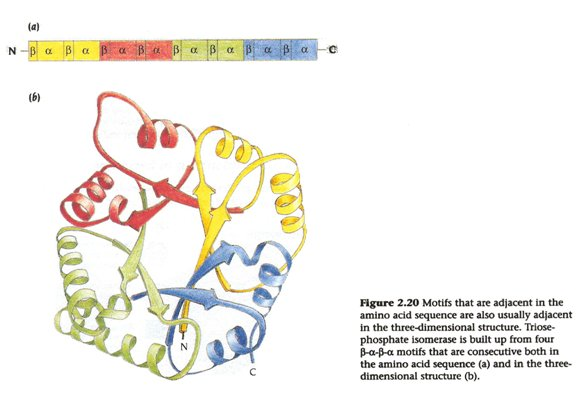 (a)
N β α β α β α β α β α β α β α β α C
(b)
N
C
Figure 2.20 Motifs that are adjacent in the
amino acid sequence are also usually adjacent
in the three-dimensional structure. Triose-
phosphate isomerase is built up from four
β-α-β-α motifs that are consecutive both in
the amino acid sequence (a) and in the three-
dimensional structure (b).